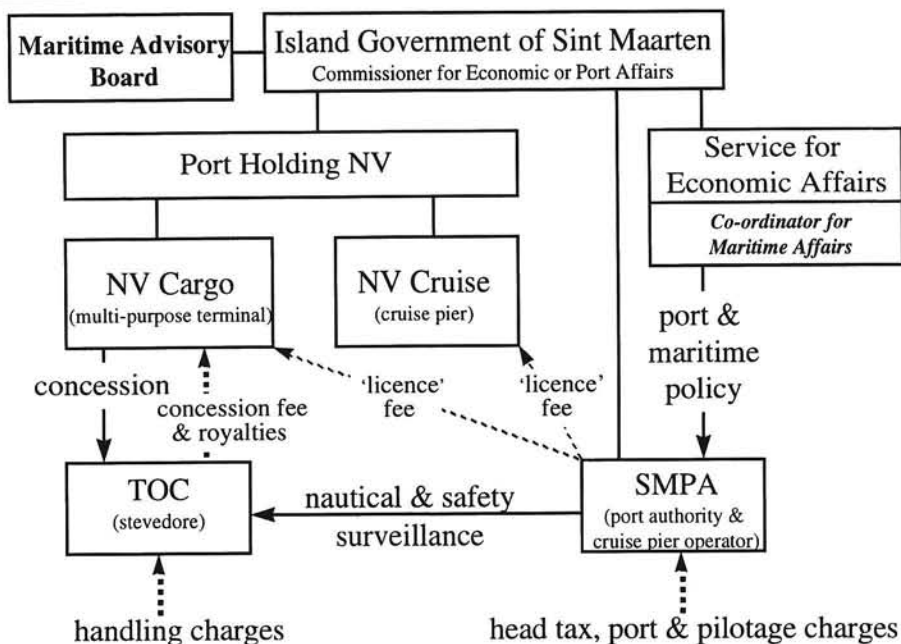 Maritime Advisory
Board
Island Government of Sint Maarten
Commissioner for Economic or Port Affairs
Port Holding NV
Service for
Economic Affairs
Co-ordinator for
Maritime Affairs
NV Cargo
(multi-purpose terminal)
NV Cruise
(cruise pier)
port &
maritime
policy
concession
concession fee
& royalties
'licence'
fee
'licence'
fee
TOC
(stevedore)
nautical & safety
surveillance
SMPA
(port authority &
cruise pier operator)
handling charges
head tax, port & pilotage charges